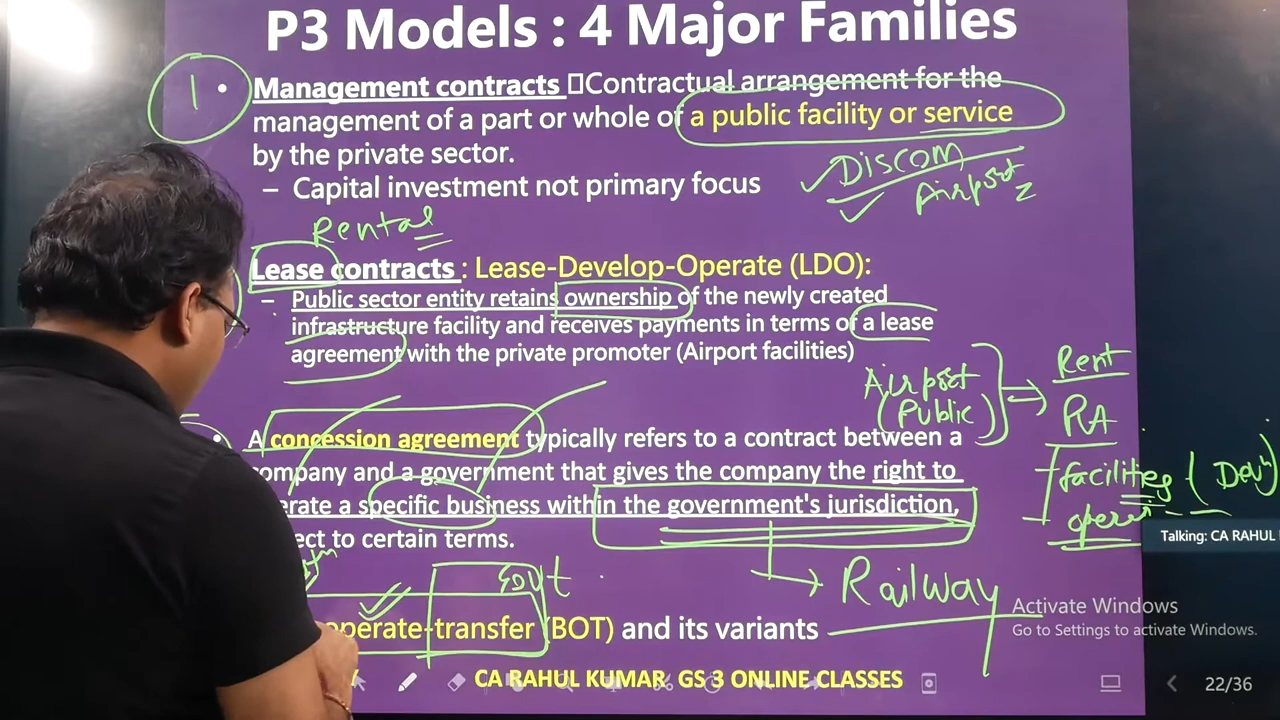 P3 Models : 4 Major Families
1
• Management contracts Contractual arrangement for the
management of a part or whole of a public facility or service
by the private sector.
DISCOM
Airport
– Capital investment not primary focus
Rental
Lease contracts : Lease-Develop-Operate (LDO):
– Public sector entity retains ownership of the newly created
infrastructure facility and receives payments in terms of a lease
agreement with the private promoter (Airport facilities)
Airport
(Public)
Rent
RA
facilities (Dev)
• A concession agreement typically refers to a contract between a
ompany and a government that gives the company the right to
erate a specific business within the government's jurisdiction,
ect to certain terms.
Talking: CA RAHUL
Govt
Railway
operate-transfer (BOT) and its variants
Activate Windows
Go to Settings to activate Windows.
CA RAHUL KUMAR GS 3 ONLINE CLASSES
22/36